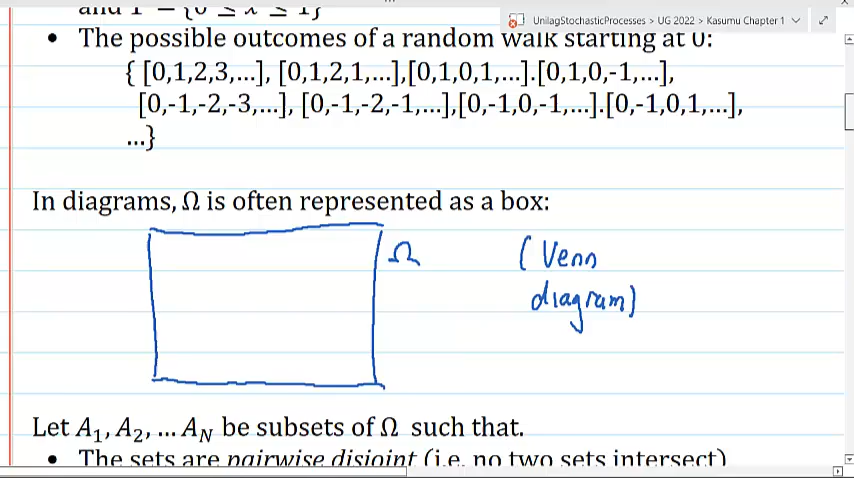 UnilagStochasticProcesses > UG 2022 > Kasumu Chapter 1
• The possible outcomes of a random walk starting at 0:
{ [0,1,2,3,...], [0,1,2,1,...],[0,1,0,1,...].[0,1,0,-1,...],
[0,-1,-2,-3,...], [0,-1,-2,-1,...],[0,-1,0,-1,...].[0,-1,0,1,...],
...}
In diagrams, Ω is often represented as a box:
Ω
(Venn
diagram)
Let A₁, A₂, ... A_N be subsets of Ω such that.
• The sets are pairwise disjoint (i.e. no two sets intersect)